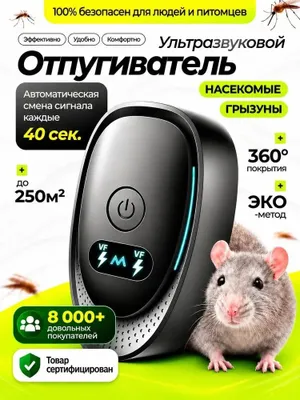 100% безопасен для людей и питомцев
Эффективно
Удобно
Комфортно
Ультразвуковой
Отпугиватель
Автоматическая
смена сигнала
каждые
40 сек.
НАСЕКОМЫЕ
ГРЫЗУНЫ
+
до
250м²
+
360°
покрытия
+
ЭКО
-метод
VF
M
VF
8 000+
довольных
покупателей
Товар
сертифицирован